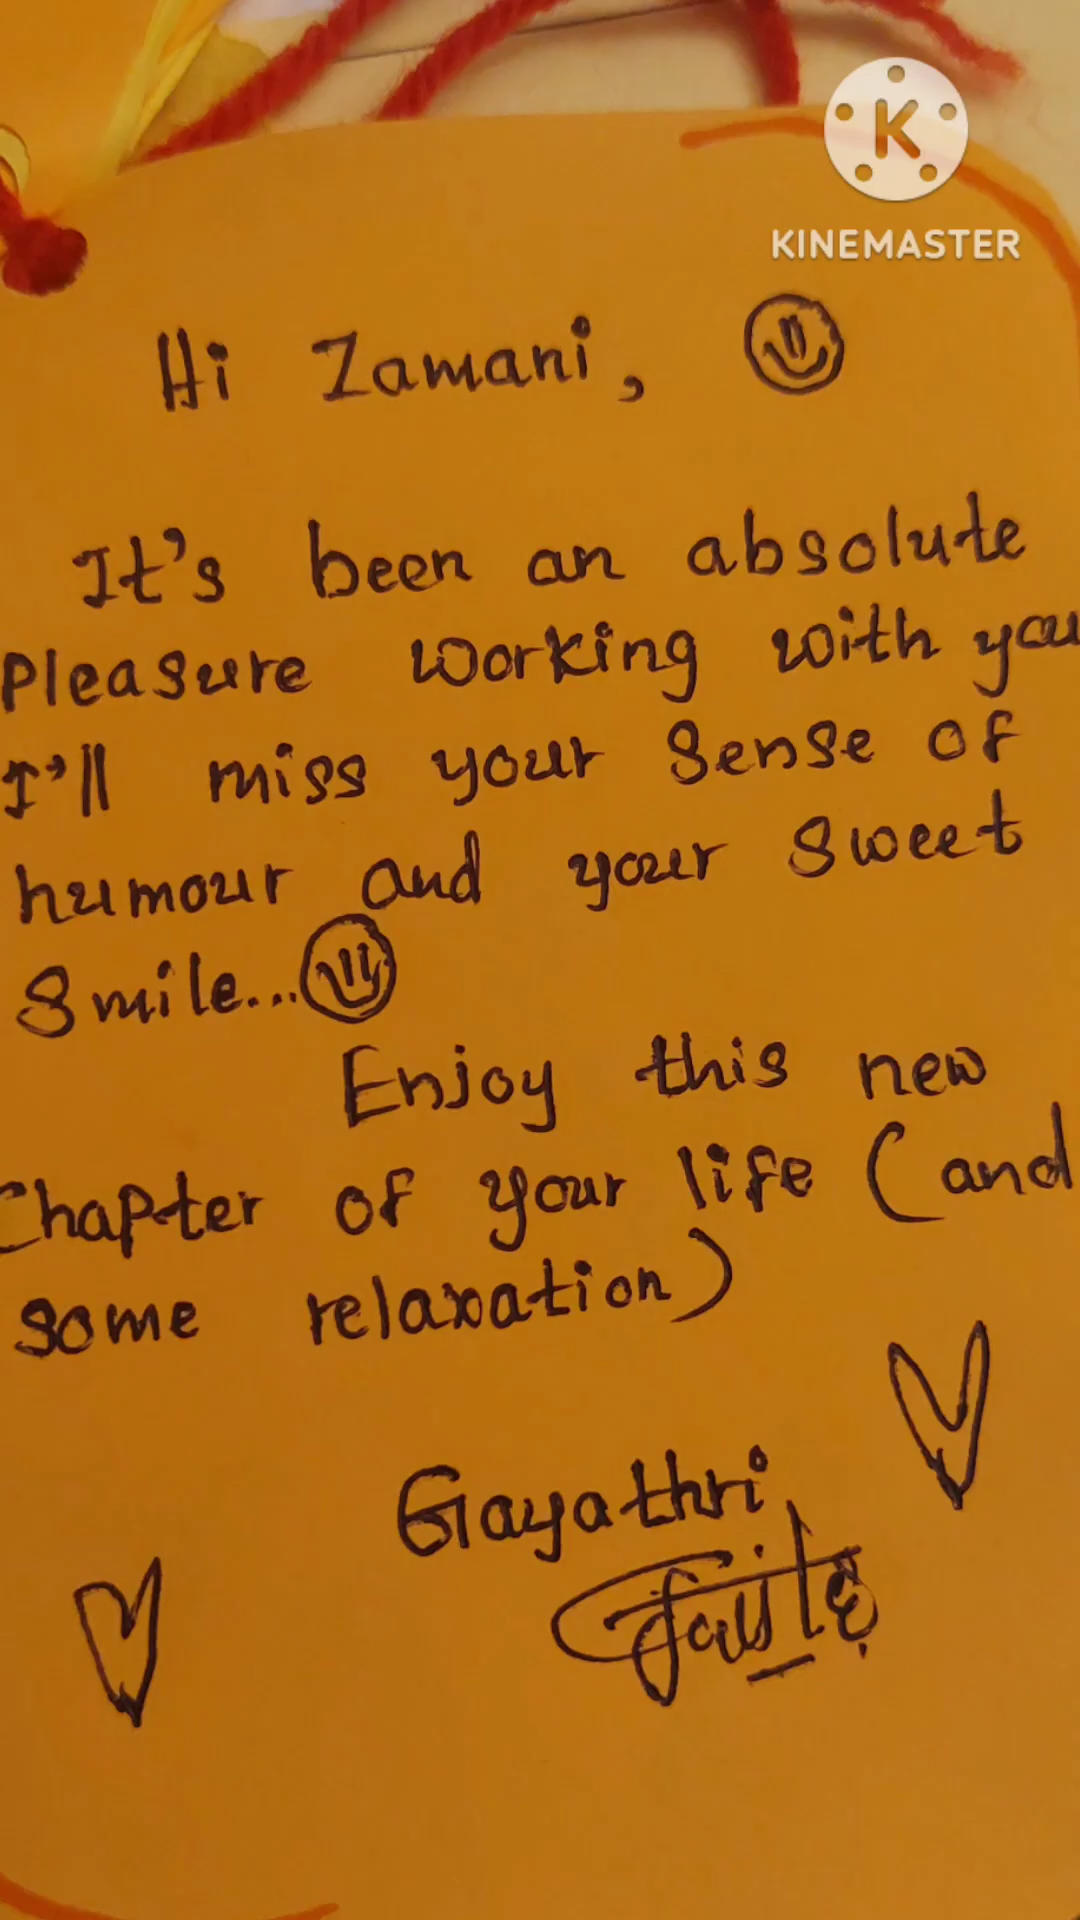 KINEMASTER
Hi Zamani,
It's been an absolute
Pleasure working with you
I'll miss your Sense of
humour and your Sweet
Smile...
Enjoy this new
Chapter of your life (and
some relaxation)
Gayathri